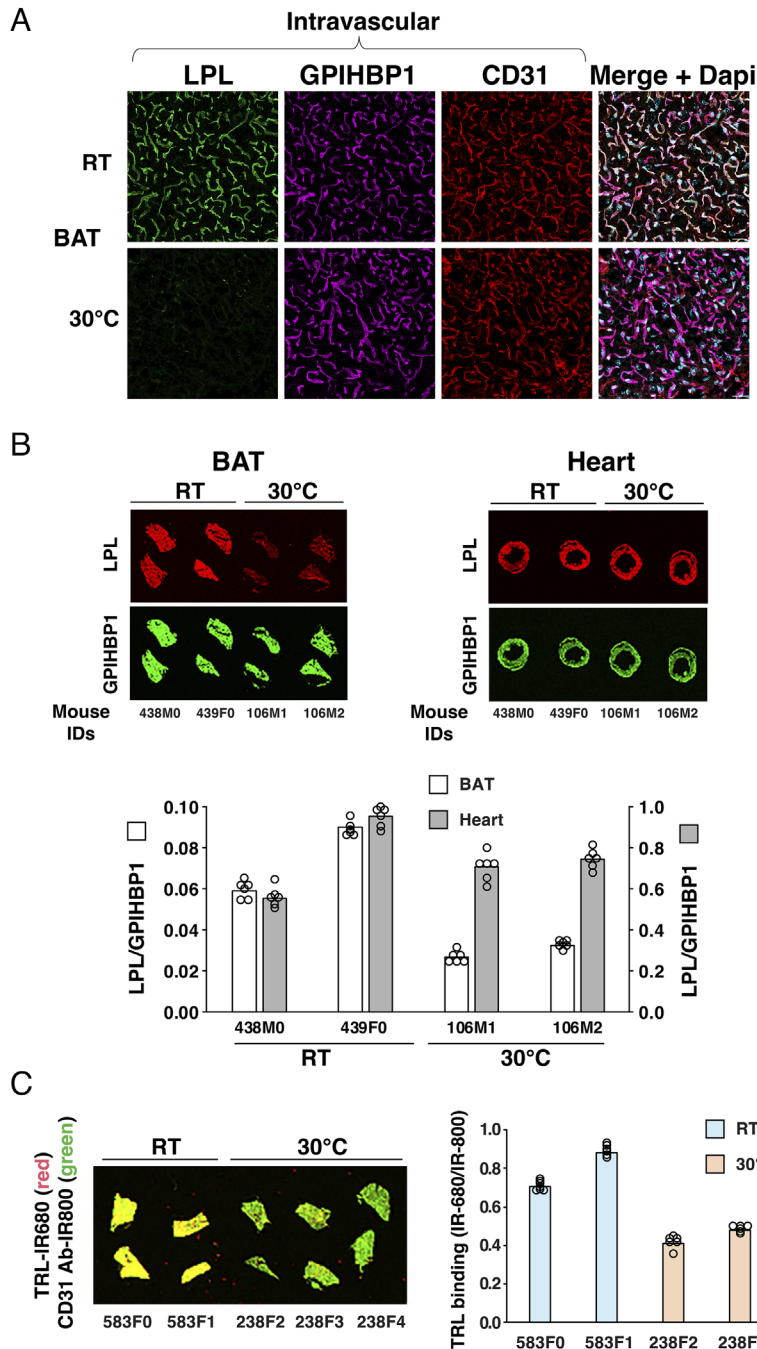 A
Intravascular
LPL GPIHBP1 CD31 Merge + Dapi
RT
BAT
30°C
B
BAT Heart
RT 30°C RT 30°C
LPL LPL
GPIHBP1 GPIHBP1
Mouse IDs 438M0 439F0 106M1 106M2 Mouse IDs 438M0 439F0 106M1 106M2
BAT
Heart
LPL/GPIHBP1
0.10
0.08
0.06
0.04
0.02
0.00
1.0
0.8
0.6
0.4
0.2
0.0
LPL/GPIHBP1
438M0 439F0 106M1 106M2
RT 30°C
C
TRL-IR680 (red)
CD31 Ab-IR800 (green)
RT 30°C
583F0 583F1 238F2 238F3 238F4
TRL binding (IR-680/IR-800)
1.0
0.8
0.6
0.4
0.2
0.0
RT
30°
583F0 583F1 238F2 238F